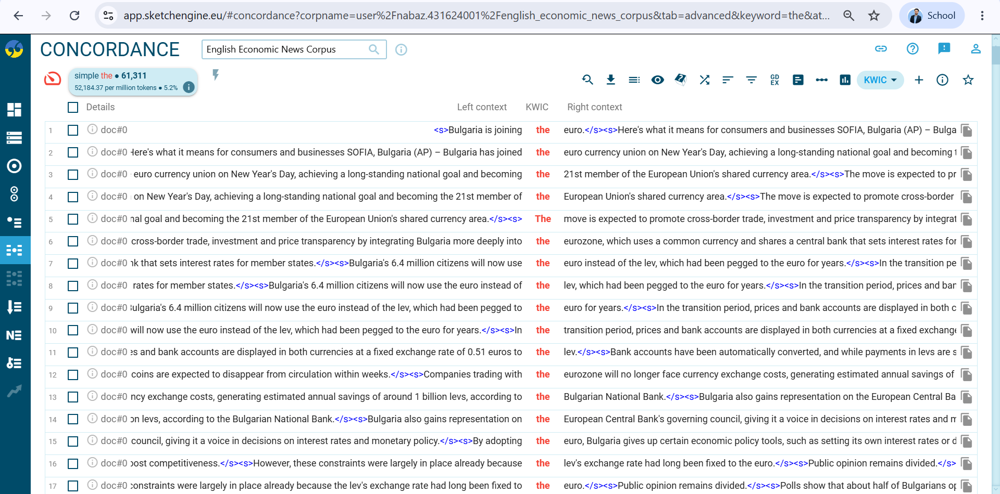 app.sketchengine.eu/#concordance?corpname=user%2Fnabaz.431624001%2Fenglish_economic_news_corpus&tab=advanced&keyword=the&at...
School
CONCORDANCE
English Economic News Corpus
simple the • 61,311
52,184.37 per million tokens • 5.2%
GD EX
KWIC
Details Left context KWIC Right context
1 doc#0 <s>Bulgaria is joining the euro.</s><s>Here's what it means for consumers and businesses SOFIA, Bulgaria (AP) – Bulga
2 doc#0 Here's what it means for consumers and businesses SOFIA, Bulgaria (AP) – Bulgaria has joined the euro currency union on New Year's Day, achieving a long-standing national goal and becoming
3 doc#0 euro currency union on New Year's Day, achieving a long-standing national goal and becoming the 21st member of the European Union's shared currency area.</s><s>The move is expected to pr
4 doc#0 on New Year's Day, achieving a long-standing national goal and becoming the 21st member of the European Union's shared currency area.</s><s>The move is expected to promote cross-border
5 doc#0 nal goal and becoming the 21st member of the European Union's shared currency area.</s><s> The move is expected to promote cross-border trade, investment and price transparency by integrat
6 doc#0 cross-border trade, investment and price transparency by integrating Bulgaria more deeply into the eurozone, which uses a common currency and shares a central bank that sets interest rates for
7 doc#0 nk that sets interest rates for member states.</s><s>Bulgaria's 6.4 million citizens will now use the euro instead of the lev, which had been pegged to the euro for years.</s><s>In the transition pe
8 doc#0 rates for member states.</s><s>Bulgaria's 6.4 million citizens will now use the euro instead of the lev, which had been pegged to the euro for years.</s><s>In the transition period, prices and ban
9 doc#0 Bulgaria's 6.4 million citizens will now use the euro instead of the lev, which had been pegged to the euro for years.</s><s>In the transition period, prices and bank accounts are displayed in both c
10 doc#0 will now use the euro instead of the lev, which had been pegged to the euro for years.</s><s>In the transition period, prices and bank accounts are displayed in both currencies at a fixed exchange
11 doc#0 es and bank accounts are displayed in both currencies at a fixed exchange rate of 0.51 euros to the lev.</s><s>Bank accounts have been automatically converted, and while payments in levs are s
12 doc#0 coins are expected to disappear from circulation within weeks.</s><s>Companies trading with the eurozone will no longer face currency exchange costs, generating estimated annual savings of
13 doc#0 ncy exchange costs, generating estimated annual savings of around 1 billion levs, according to the Bulgarian National Bank.</s><s>Bulgaria also gains representation on the European Central Ba
14 doc#0 on levs, according to the Bulgarian National Bank.</s><s>Bulgaria also gains representation on the European Central Bank's governing council, giving it a voice in decisions on interest rates and m
15 doc#0 council, giving it a voice in decisions on interest rates and monetary policy.</s><s>By adopting the euro, Bulgaria gives up certain economic policy tools, such as setting its own interest rates or d
16 doc#0 oost competitiveness.</s><s>However, these constraints were largely in place already because the lev's exchange rate had long been fixed to the euro.</s><s>Public opinion remains divided.</s>
17 doc#0 constraints were largely in place already because the lev's exchange rate had long been fixed to the euro.</s><s>Public opinion remains divided.</s><s>Polls show that about half of Bulgarians op